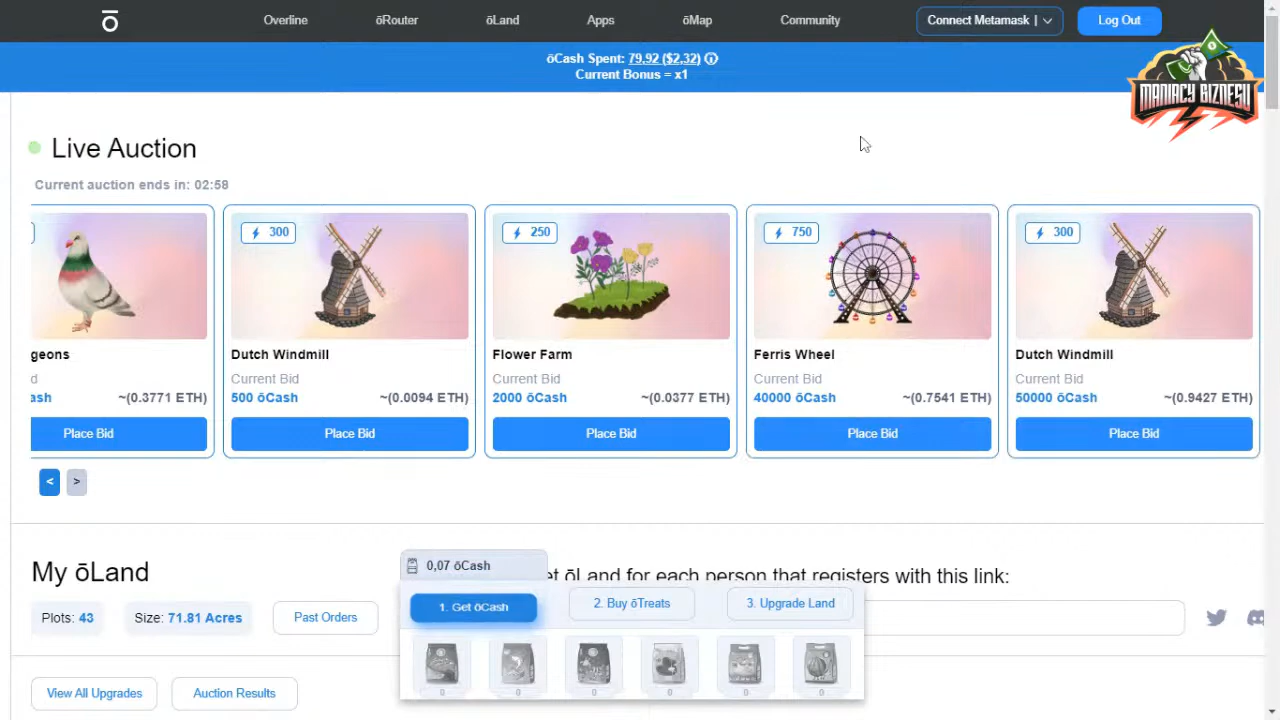 ō
Overline
ōRouter
ōLand
Apps
ōMap
Community
Connect Metamask |
Log Out
ōCash Spent: 79,92 ($2,32)
Current Bonus = x1
MANIACY BIZNESU
Live Auction
Current auction ends in: 02:58
300
250
750
300
geons
Dutch Windmill
Flower Farm
Ferris Wheel
Dutch Windmill
d
Current Bid
Current Bid
Current Bid
Current Bid
ash
~(0.3771 ETH)
500 ōCash
~(0.0094 ETH)
2000 ōCash
~(0.0377 ETH)
40000 ōCash
~(0.7541 ETH)
50000 ōCash
~(0.9427 ETH)
Place Bid
Place Bid
Place Bid
Place Bid
Place Bid
<
>
My ōLand
0,07 ōCash
et ōLand for each person that registers with this link:
Plots: 43
Size: 71.81 Acres
Past Orders
1. Get ōCash
2. Buy ōTreats
3. Upgrade Land
0
0
0
0
0
0
View All Upgrades
Auction Results